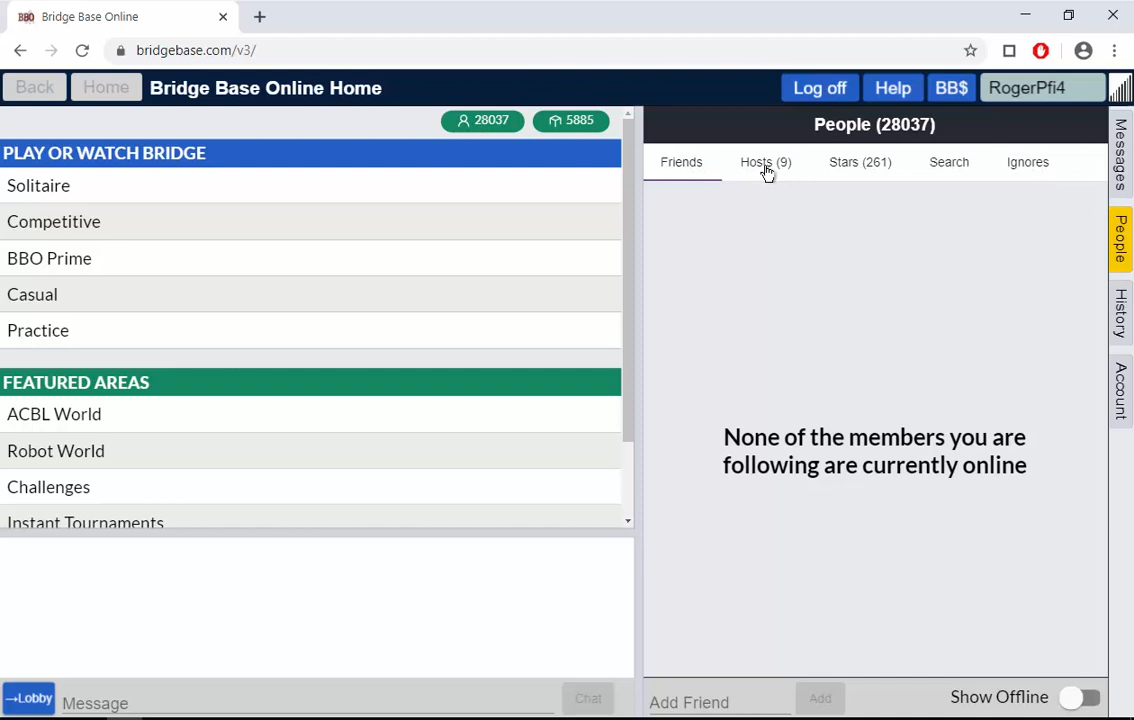 BBO Bridge Base Online
bridgebase.com/v3/
Back Home Bridge Base Online Home Log off Help BB$ RogerPfi4
28037 5885
PLAY OR WATCH BRIDGE
Solitaire
Competitive
BBO Prime
Casual
Practice
FEATURED AREAS
ACBL World
Robot World
Challenges
Instant Tournaments
→Lobby Message Chat
People (28037)
Friends Hosts (9) Stars (261) Search Ignores
None of the members you are
following are currently online
Add Friend Add Show Offline
Messages
People
History
Account